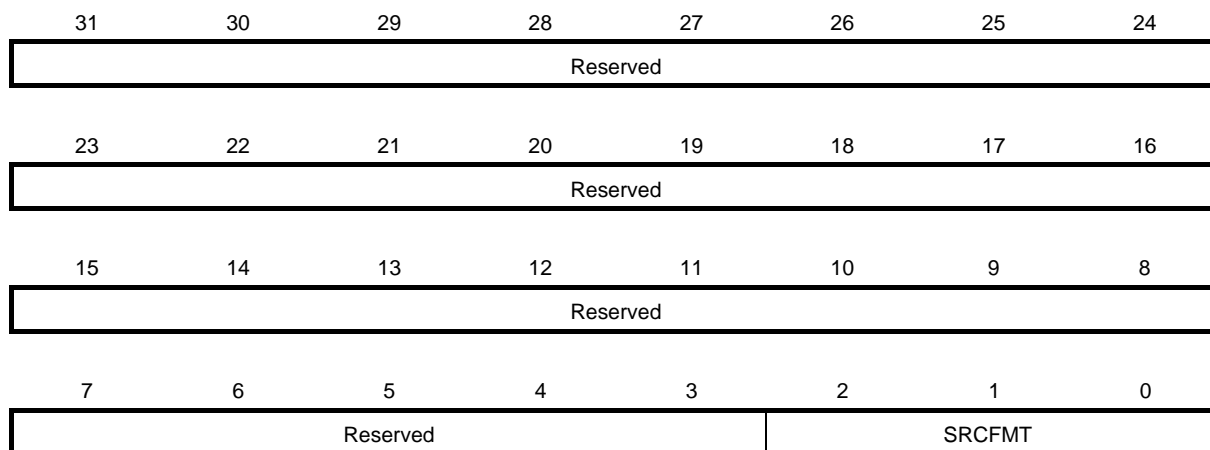 31 30 29 28 27 26 25 24
Reserved
23 22 21 20 19 18 17 16
Reserved
15 14 13 12 11 10 9 8
Reserved
7 6 5 4 3 2 1 0
Reserved SRCFMT